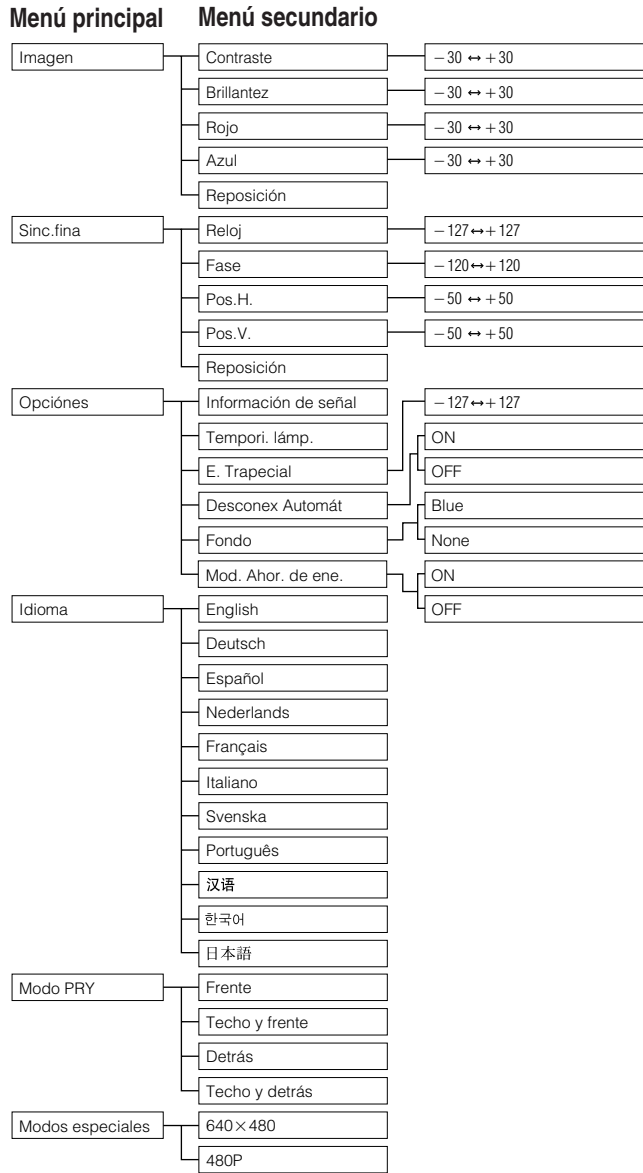 Menú principal Menú secundario
Imagen Contraste −30 ↔ +30
Brillantez −30 ↔ +30
Rojo −30 ↔ +30
Azul −30 ↔ +30
Reposición
Sinc.fina Reloj −127↔+127
Fase −120↔+120
Pos.H. −50 ↔ +50
Pos.V. −50 ↔ +50
Reposición
Opciónes Información de señal −127↔+127
Tempori. lámp. ON
E. Trapecial OFF
Desconex Automát Blue
Fondo None
Mod. Ahor. de ene. ON
Idioma English OFF
Deutsch
Español
Nederlands
Français
Italiano
Svenska
Português
汉语
한국어
日本語
Modo PRY Frente
Techo y frente
Detrás
Techo y detrás
Modos especiales 640×480
480P